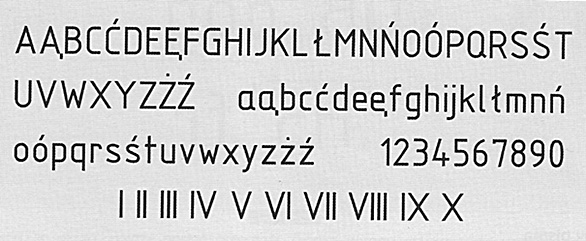 AĄBCĆDEĘFGHIJKLŁMNŃOÓPQRSŚT
UVWXYZŻŹ aąbcćdeęfghijklłmnń
oópqrsśtuvwxyzżź 1234567890
I II III IV V VI VII VIII IX X